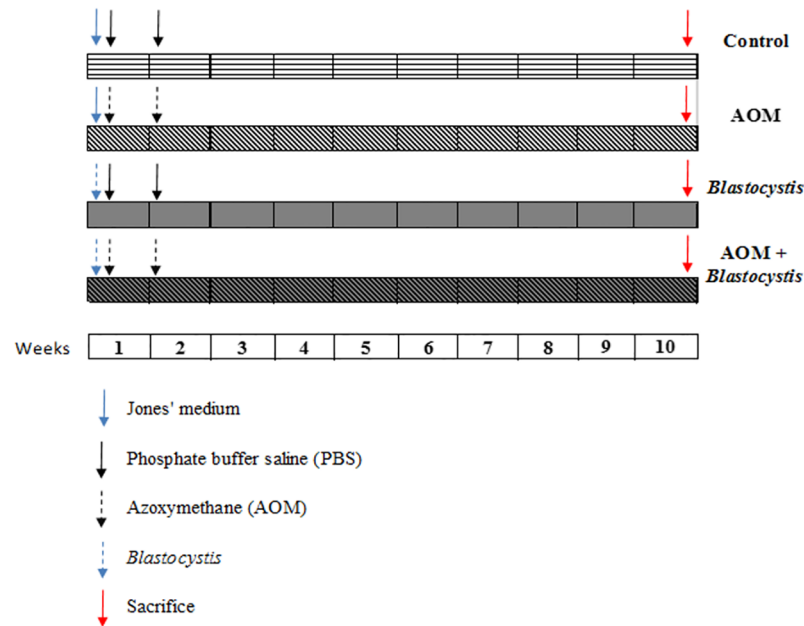 Control
AOM
Blastocystis
AOM +
Blastocystis
Weeks 1 2 3 4 5 6 7 8 9 10
Jones' medium
Phosphate buffer saline (PBS)
Azoxymethane (AOM)
Blastocystis
Sacrifice